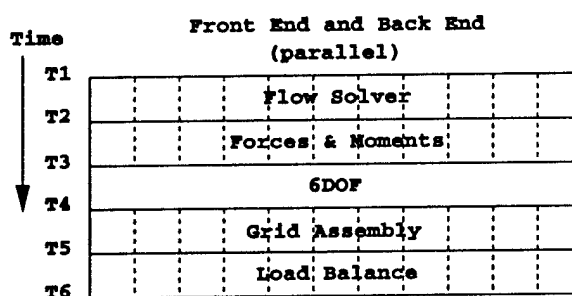 Front End and Back End
(parallel)
Time
T1
Flow Solver
T2
Forces & Moments
T3
6DOF
T4
Grid Assembly
T5
Load Balance
T6